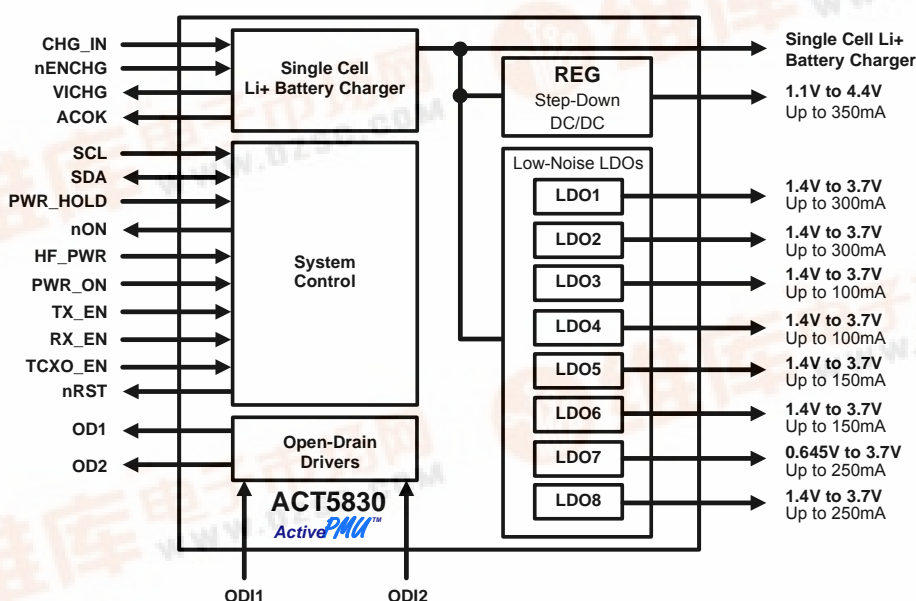 CHG_IN
nENCHG
VICHG
ACOK
Single Cell
Li+ Battery Charger
Single Cell Li+
Battery Charger
REG
Step-Down
DC/DC
1.1V to 4.4V
Up to 350mA
SCL
SDA
PWR_HOLD
nON
HF_PWR
PWR_ON
TX_EN
RX_EN
TCXO_EN
nRST
System
Control
Low-Noise LDOs
LDO1
1.4V to 3.7V
Up to 300mA
LDO2
1.4V to 3.7V
Up to 300mA
LDO3
1.4V to 3.7V
Up to 100mA
LDO4
1.4V to 3.7V
Up to 100mA
LDO5
1.4V to 3.7V
Up to 150mA
LDO6
1.4V to 3.7V
Up to 150mA
LDO7
0.645V to 3.7V
Up to 250mA
LDO8
1.4V to 3.7V
Up to 250mA
OD1
OD2
Open-Drain
Drivers
ACT5830
ActivePMU™
ODI1
ODI2